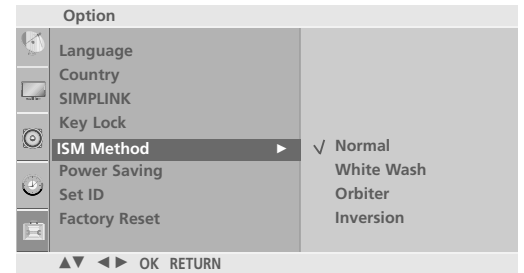 Option
Language
Country
SIMPLINK
Key Lock
ISM Method ► √ Normal
Power Saving White Wash
Set ID Orbiter
Factory Reset Inversion
▲▼ ◄► OK RETURN